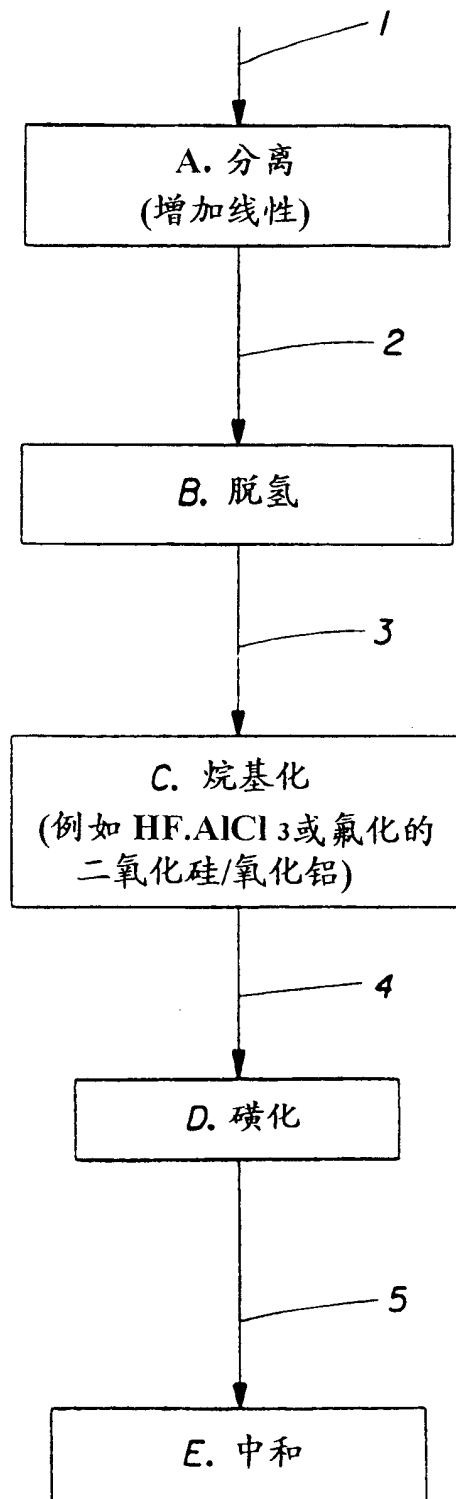 1
A. 分离
(增加线性)
2
B. 脱氢
3
C. 烷基化
(例如 HF.AlCl 3或氟化的
二氧化硅/氧化铝)
4
D. 磺化
5
E. 中和